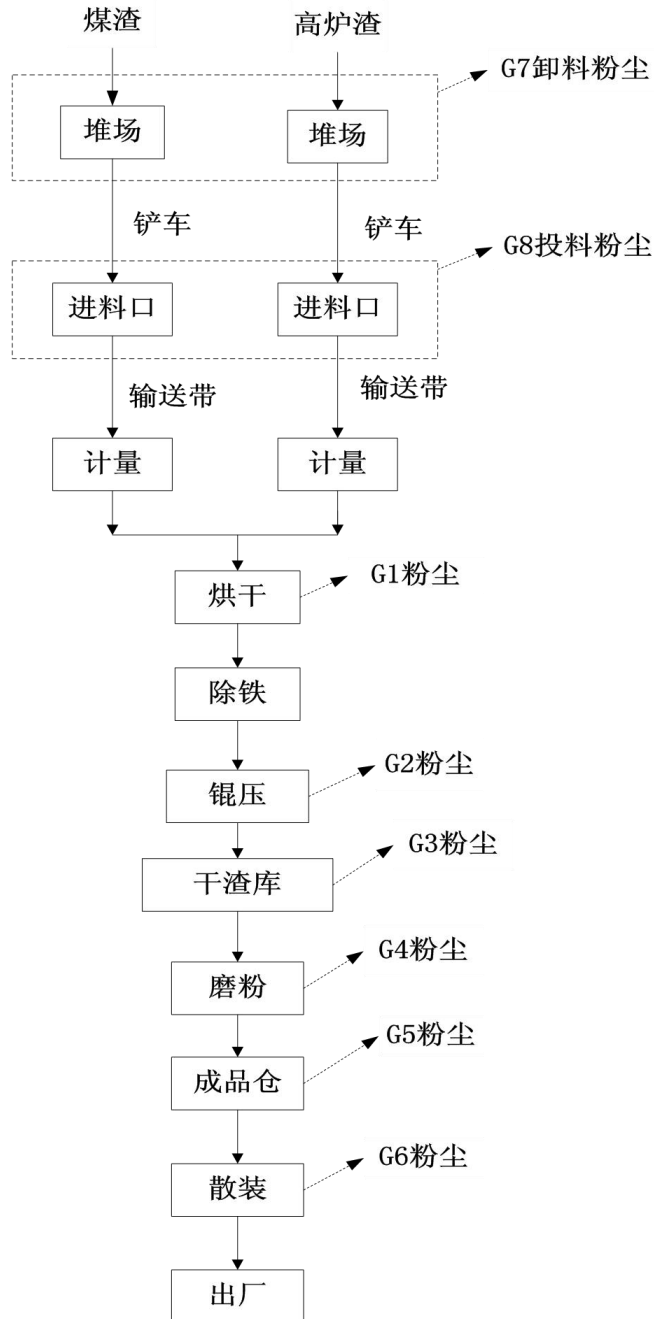 煤渣
高炉渣
G7卸料粉尘
堆场
堆场
铲车
铲车
G8投料粉尘
进料口
进料口
输送带
输送带
计量
计量
烘干
G1粉尘
除铁
锟压
G2粉尘
干渣库
G3粉尘
磨粉
G4粉尘
成品仓
G5粉尘
散装
G6粉尘
出厂